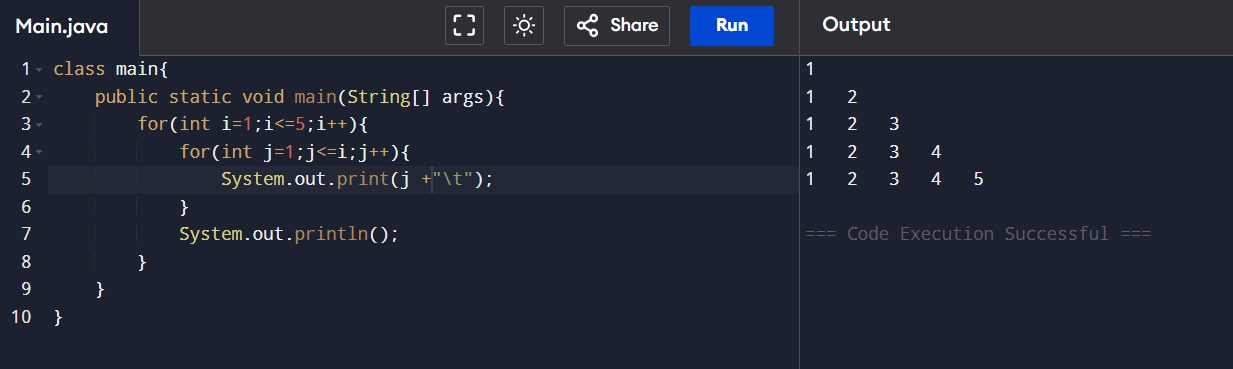 Main.java
Share
Run
Output
1 class main{
2     public static void main(String[] args){
3         for(int i=1;i<=5;i++){
4             for(int j=1;j<=i;j++){
5                 System.out.print(j +"\t");
6             }
7             System.out.println();
8         }
9     }
10 }
1
1 2
1 2 3
1 2 3 4
1 2 3 4 5
=== Code Execution Successful ===